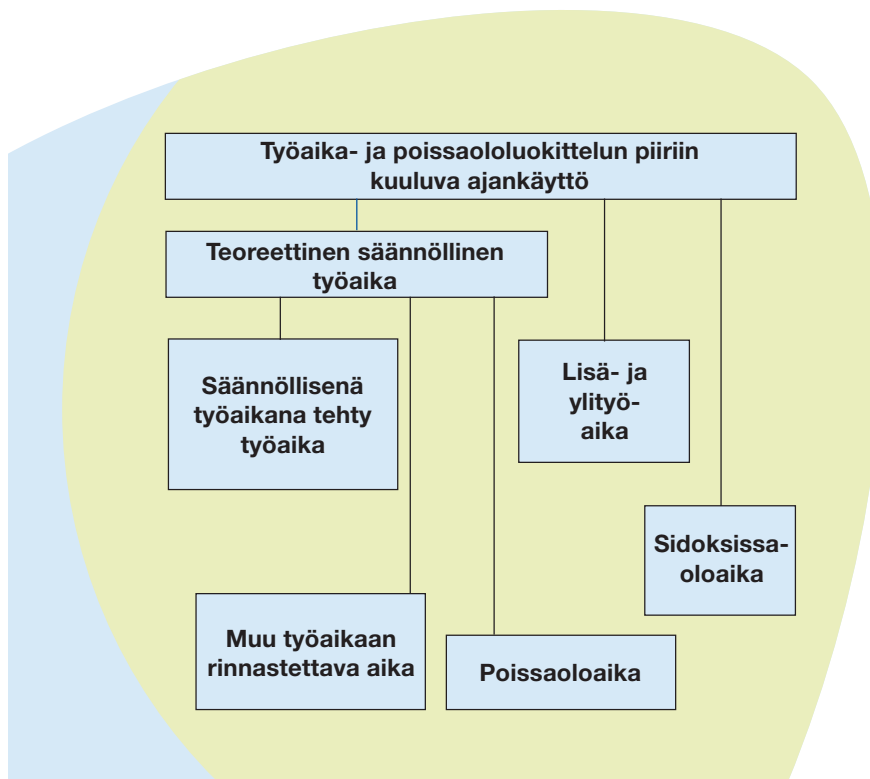 Työaika- ja poissaololuokittelun piiriin
kuuluva ajankäyttö
Teoreettinen säännöllinen
työaika
Säännöllisenä
työaikana tehty
työaika
Lisä- ja
ylityö-
aika
Sidoksissa-
oloaika
Muu työaikaan
rinnastettava aika
Poissaoloaika